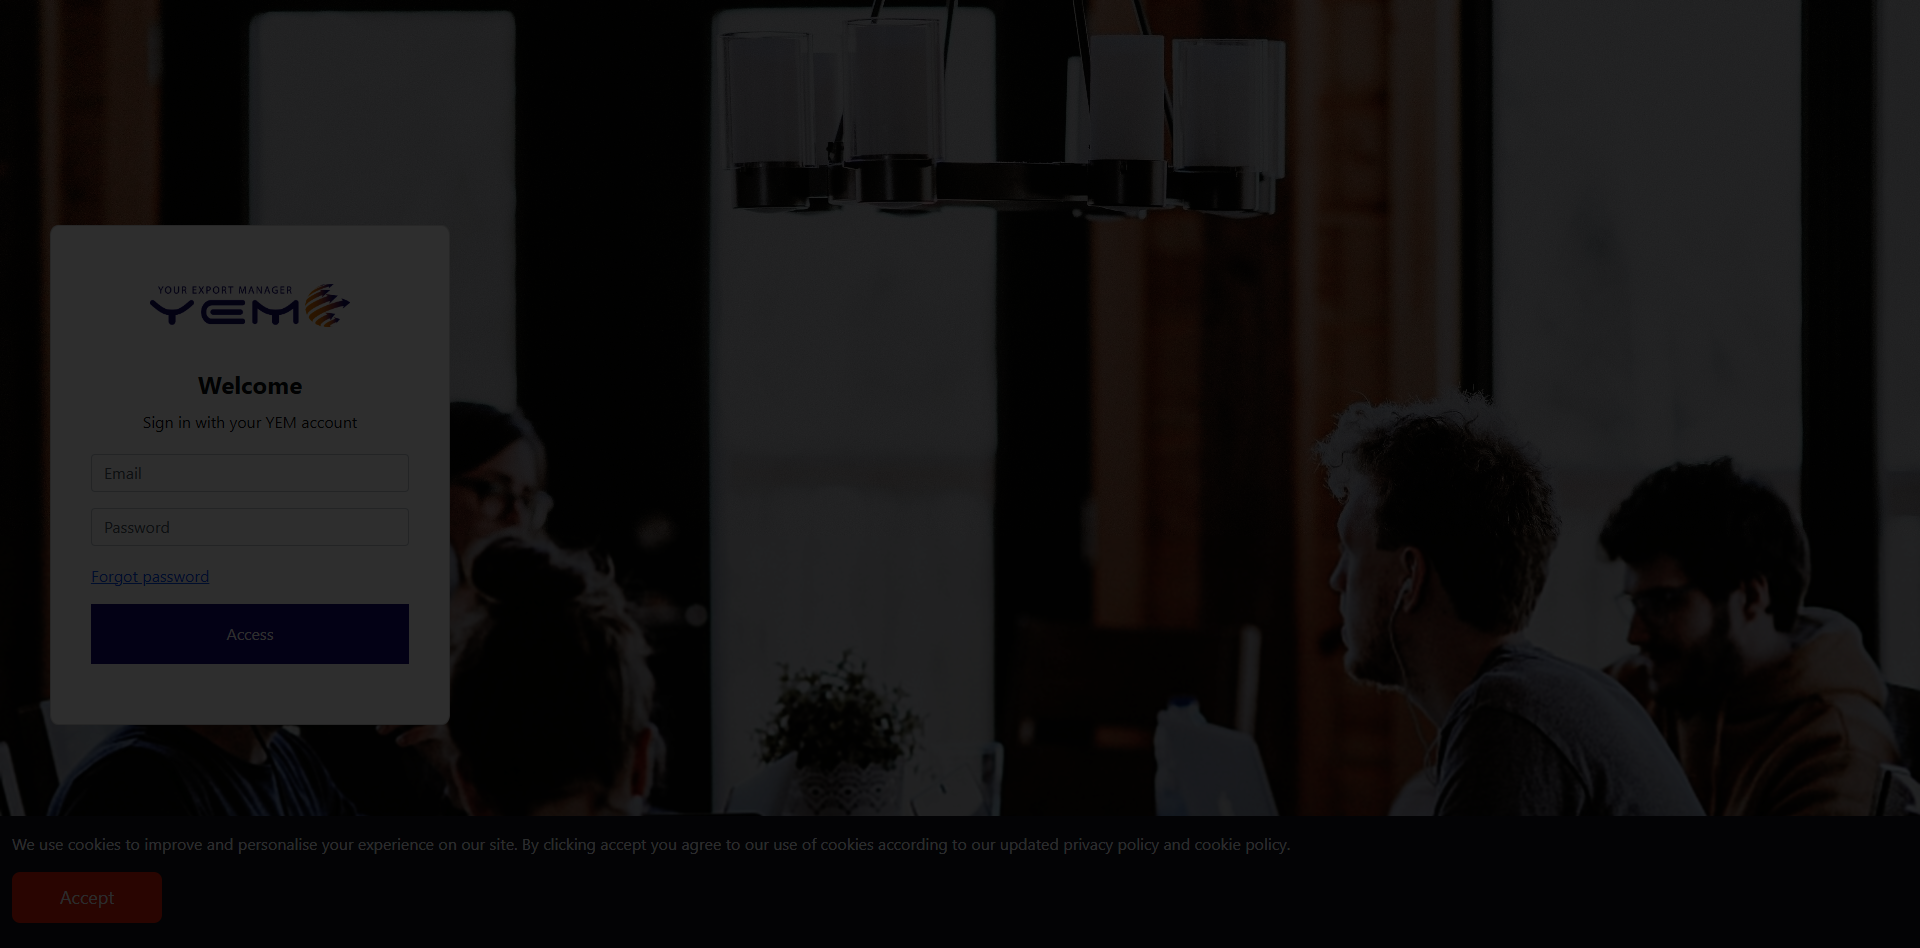 YOUR EXPORT MANAGER
YEM
Welcome
Sign in with your YEM account
Email
Password
Forgot password
Access
We use cookies to improve and personalise your experience on our site. By clicking accept you agree to our use of cookies according to our updated privacy policy and cookie policy.
Accept